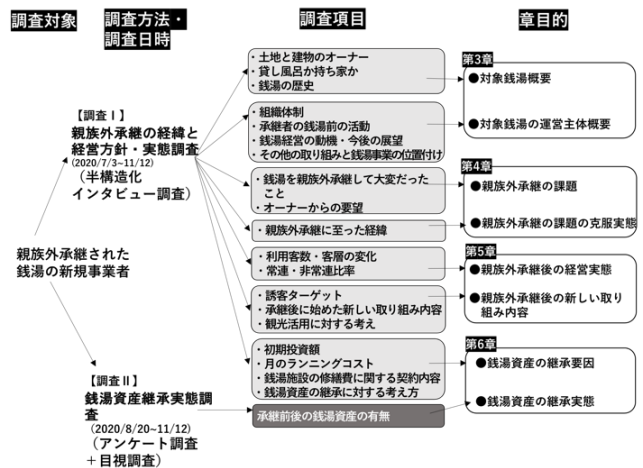 調査対象
調査方法・
調査日時
調査項目
章目的
親族外承継された
銭湯の新規事業者
【調査Ⅰ】
親族外承継の経緯と
経営方針・実態調査
(2020/7/3~11/12)
（半構造化
インタビュー調査）
【調査Ⅱ】
銭湯資産継承実態調
査
（2020/8/20~11/12）
（アンケート調査
＋目視調査）
・土地と建物のオーナー
・貸し風呂か持ち家か
・銭湯の歴史
・組織体制
・承継者の銭湯前の活動
・銭湯経営の動機・今後の展望
・その他の取り組みと銭湯事業の位置付け
・銭湯を親族外承継して大変だった
こと
・オーナーからの要望
・親族外承継に至った経緯
・利用客数・客層の変化
・常連・非常連比率
・誘客ターゲット
・承継後に始めた新しい取り組み内容
・観光活用に対する考え
・初期投資額
・月のランニングコスト
・銭湯施設の修繕費に関する契約内容
・銭湯資産の継承に対する考え方
承継前後の銭湯資産の有無
第3章
●対象銭湯概要
●対象銭湯の運営主体概要
第4章
●親族外承継の課題
●親族外承継の課題の克服実態
第5章
●親族外承継後の経営実態
●親族外承継後の新しい取り
組み内容
第6章
●銭湯資産の継承要因
●銭湯資産の継承実態